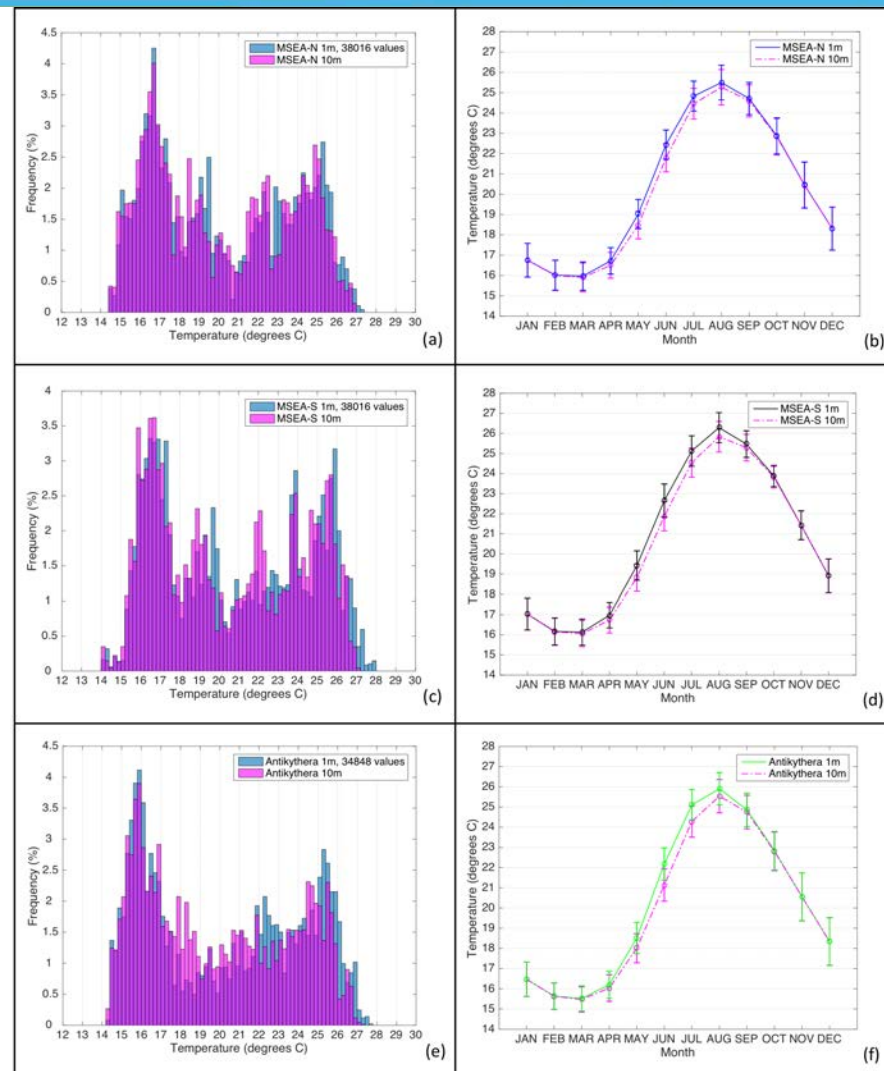 4.5
4
3.5
3
2.5
2
1.5
1
0.5
0
Frequency (%)
MSEA-N 1m, 38016 values
MSEA-N 10m
12 13 14 15 16 17 18 19 20 21 22 23 24 25 26 27 28 29 30
Temperature (degrees C)
(a)
28
27
26
25
24
23
22
21
20
19
18
17
16
15
14
Temperature (degrees C)
MSEA-N 1m
MSEA-N 10m
JAN FEB MAR APR MAY JUN JUL AUG SEP OCT NOV DEC
Month
(b)
4
3.5
3
2.5
2
1.5
1
0.5
0
Frequency (%)
MSEA-S 1m, 38016 values
MSEA-S 10m
12 13 14 15 16 17 18 19 20 21 22 23 24 25 26 27 28 29 30
Temperature (degrees C)
(c)
28
27
26
25
24
23
22
21
20
19
18
17
16
15
14
Temperature (degrees C)
MSEA-S 1m
MSEA-S 10m
JAN FEB MAR APR MAY JUN JUL AUG SEP OCT NOV DEC
Month
(d)
4.5
4
3.5
3
2.5
2
1.5
1
0.5
0
Frequency (%)
Antikythera 1m, 34848 values
Antikythera 10m
12 13 14 15 16 17 18 19 20 21 22 23 24 25 26 27 28 29 30
Temperature (degrees C)
(e)
28
27
26
25
24
23
22
21
20
19
18
17
16
15
14
Temperature (degrees C)
Antikythera 1m
Antikythera 10m
JAN FEB MAR APR MAY JUN JUL AUG SEP OCT NOV DEC
Month
(f)